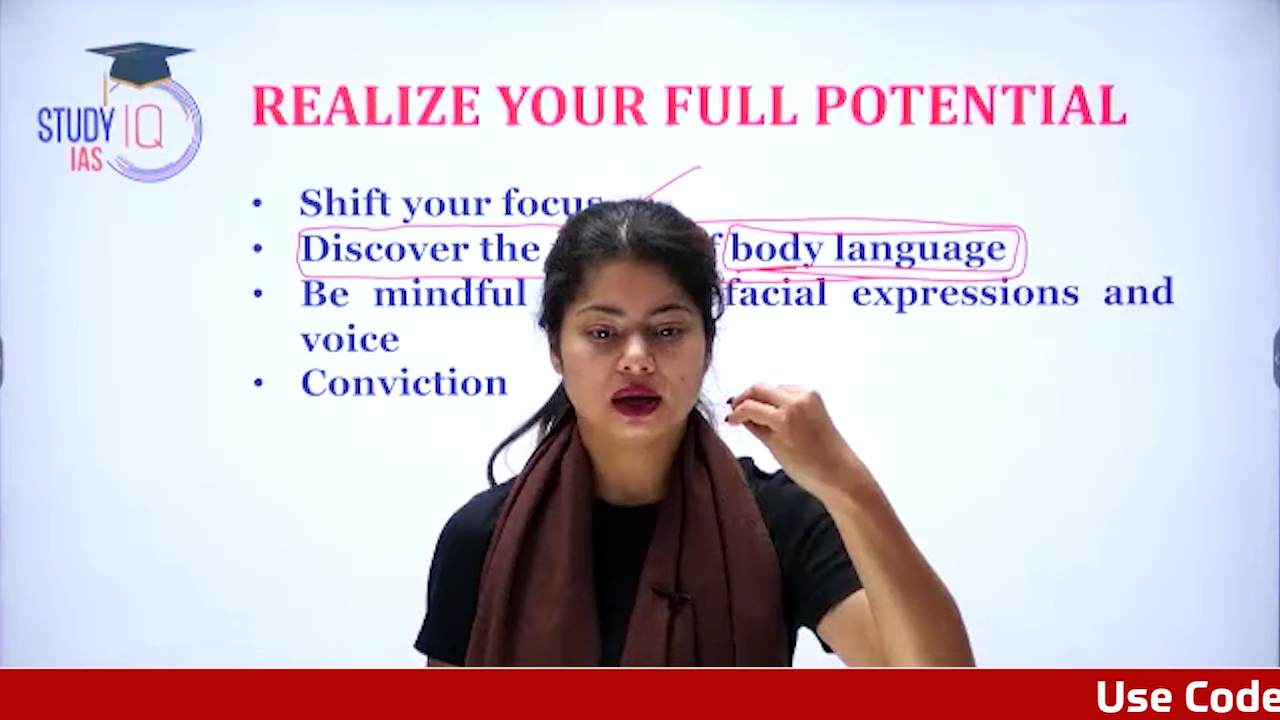 STUDY IQ
IAS
REALIZE YOUR FULL POTENTIAL
• Shift your focus
• Discover the body language
• Be mindful facial expressions and
voice
• Conviction
Use Code